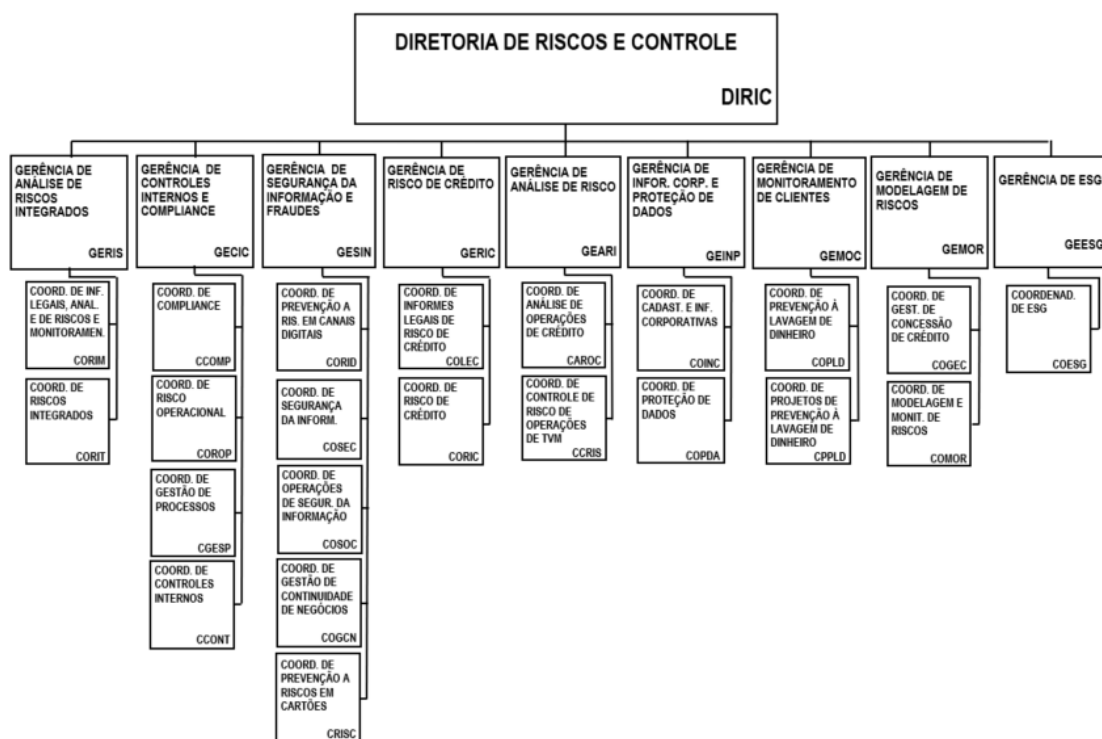 DIRETORIA DE RISCOS E CONTROLE
DIRIC
GERÊNCIA DE
ANÁLISE DE
RISCOS
INTEGRADOS
GERIS
GERÊNCIA DE
CONTROLES
INTERNOS E
COMPLIANCE
GECIC
GERÊNCIA DE
SEGURANÇA DA
INFORMAÇÃO E
FRAUDES
GESIN
GERÊNCIA DE
RISCO DE CRÉDITO
GERIC
GERÊNCIA DE
ANÁLISE DE RISCO
GEARI
GERÊNCIA DE
INFOR. CORP. E
PROTEÇÃO DE
DADOS
GEINP
GERÊNCIA DE
MONITORAMENTO
DE CLIENTES
GEMOC
GERÊNCIA DE
MODELAGEM DE
RISCOS
GEMOR
GERÊNCIA DE ESG
GEESG
COORD. DE INF.
LEGAIS, ANAL.
E DE RISCOS E
MONITORAMEN.
CORIM
COORD. DE
RISCOS
INTEGRADOS
CORIT
COORD. DE
COMPLIANCE
CCOMP
COORD. DE
RISCO
OPERACIONAL
COROP
COORD. DE
GESTÃO DE
PROCESSOS
CGESP
COORD. DE
CONTROLES
INTERNOS
CCONT
COORD. DE
PREVENÇÃO A
RIS. EM CANAIS
DIGITAIS
CORID
COORD. DE
SEGURANÇA
DA INFORM.
COSEC
COORD. DE
OPERAÇÕES
DE SEGUR. DA
INFORMAÇÃO
COSOC
COORD. DE
GESTÃO DE
CONTINUIDADE
DE NEGÓCIOS
COGCN
COORD. DE
PREVENÇÃO A
RISCOS EM
CARTÕES
CRISC
COORD. DE
INFORMES
LEGAIS DE
RISCO DE
CRÉDITO
COLEC
COORD. DE
RISCO DE
CRÉDITO
CORIC
COORD. DE
ANÁLISE DE
OPERAÇÕES
DE CRÉDITO
CAROC
COORD. DE
CONTROLE DE
RISCO DE
OPERAÇÕES
DE TVM
CCRIS
COORD. DE
CADAST. E INF.
CORPORATIVAS
COINC
COORD. DE
PROTEÇÃO DE
DADOS
COPDA
COORD. DE
PREVENÇÃO À
LAVAGEM DE
DINHEIRO
COPLD
COORD. DE
PROJETOS DE
PREVENÇÃO À
LAVAGEM DE
DINHEIRO
CPPLD
COORD. DE
GEST. DE
CONCESSÃO
DE CRÉDITO
COGEC
COORD. DE
MODELAGEM E
MONIT. DE
RISCOS
COMOR
COORDENAD.
DE ESG
COESG